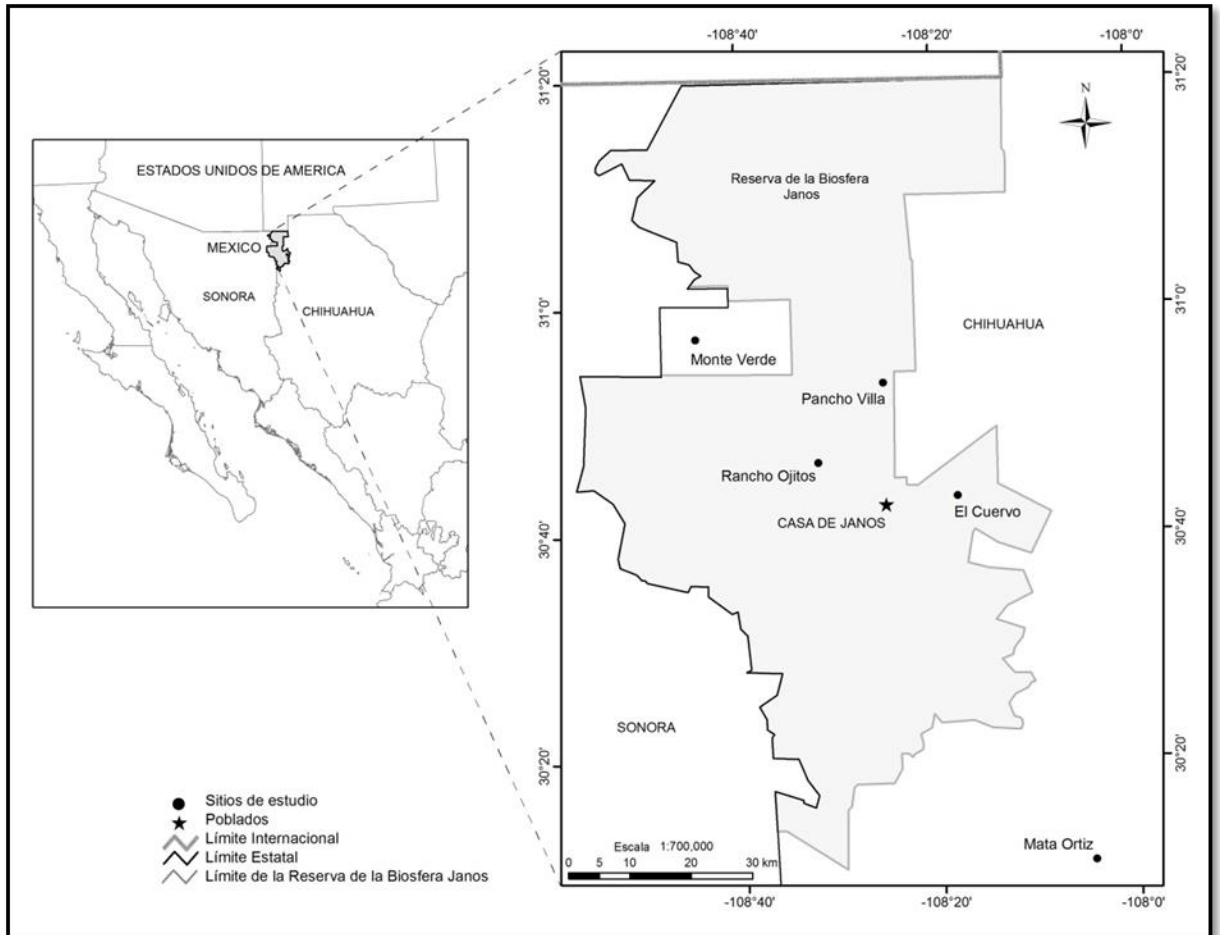 ESTADOS UNIDOS DE AMERICA
MEXICO
SONORA
CHIHUAHUA
Sitios de estudio
Poblados
Límite Internacional
Límite Estatal
Límite de la Reserva de la Biosfera Janos
-108°40'
-108°20'
-108°0'
31°20'
31°20'
N
Reserva de la Biosfera
Janos
31°0'
31°0'
CHIHUAHUA
Monte Verde
Pancho Villa
Rancho Ojitos
El Cuervo
CASA DE JANOS
30°40'
30°40'
SONORA
30°20'
30°20'
Mata Ortiz
Escala 1:700,000
0 5 10 20 30 km
-108°40'
-108°20'
-108°0'